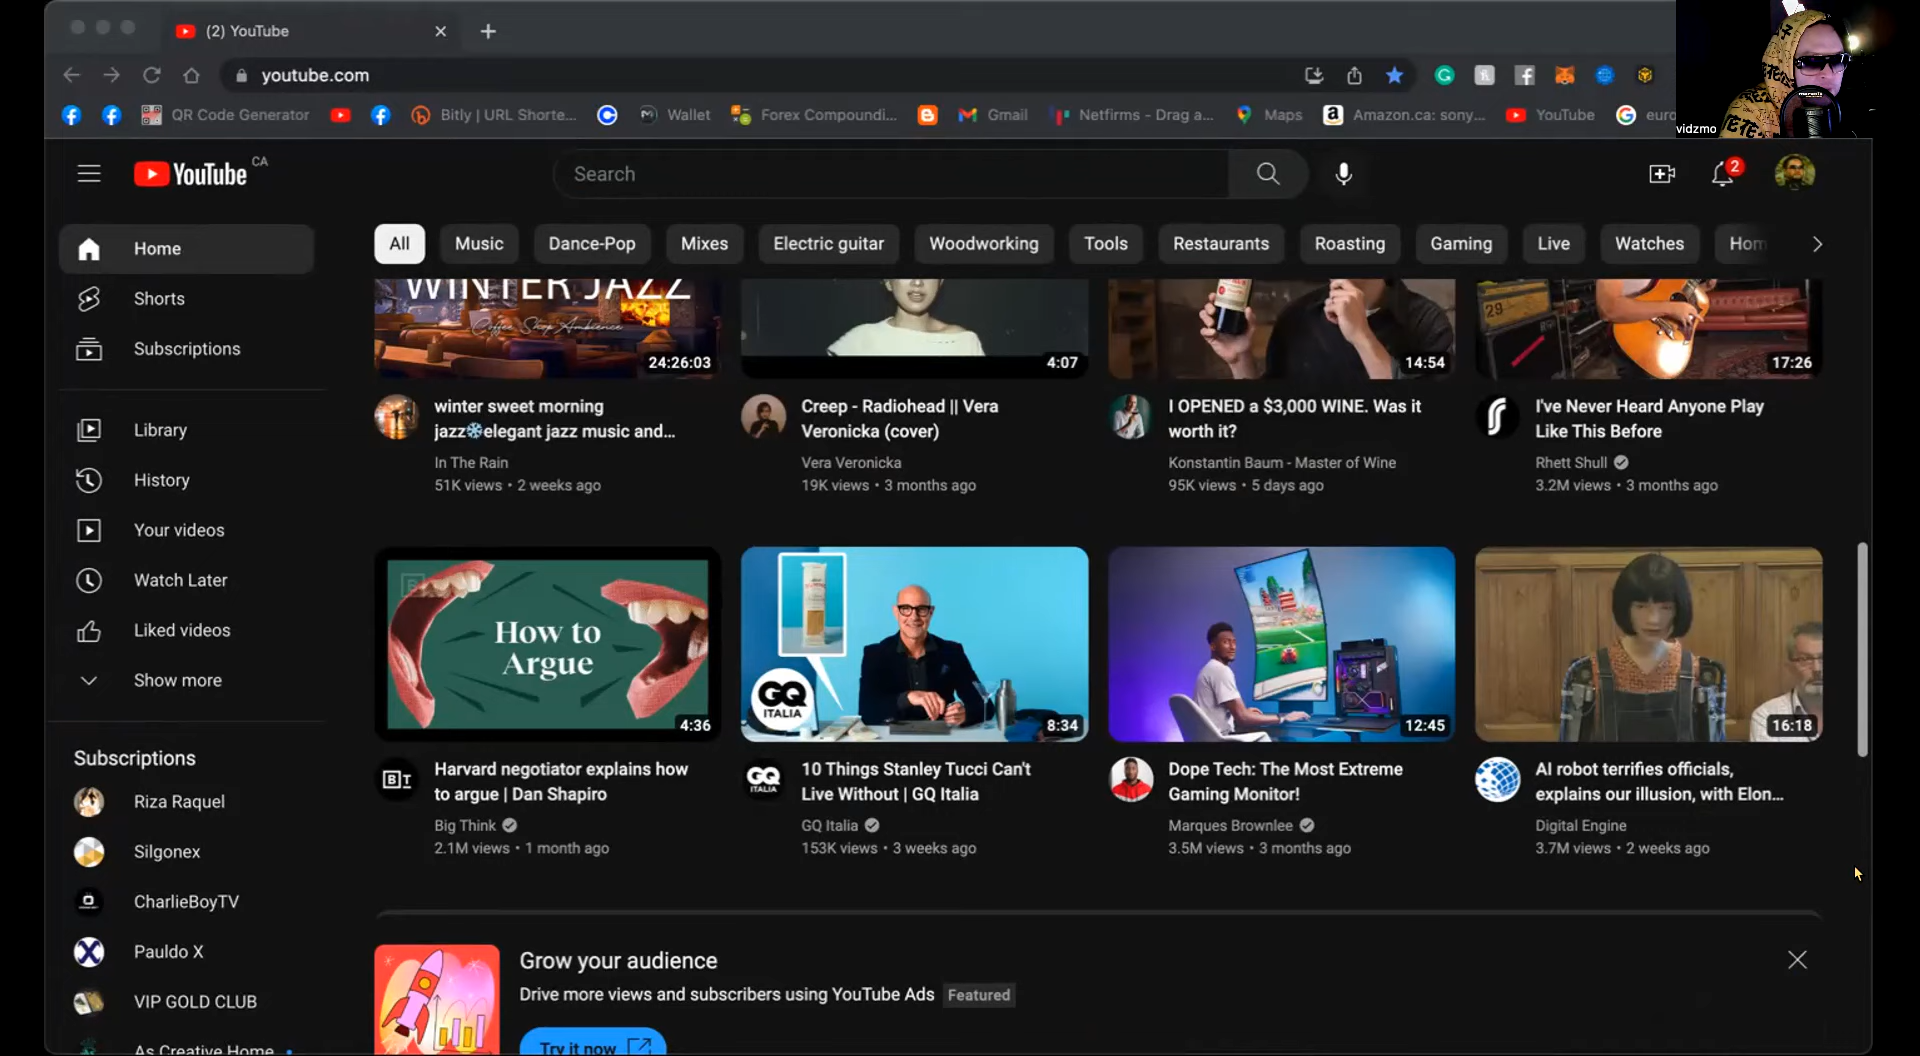 (2) YouTube
youtube.com
QR Code Generator
Bitly | URL Shorte...
Wallet
Forex Compoundi...
Gmail
Netfirms - Drag a...
Maps
Amazon.ca: sony...
YouTube
euro
vidzmo
YouTube CA
Search
2
Home
Shorts
Subscriptions
Library
History
Your videos
Watch Later
Liked videos
Show more
Subscriptions
Riza Raquel
Silgonex
CharlieBoyTV
Pauldo X
VIP GOLD CLUB
As Creative Home
All
Music
Dance-Pop
Mixes
Electric guitar
Woodworking
Tools
Restaurants
Roasting
Gaming
Live
Watches
Hom
WINTER JAZZ
Coffee Shop Ambience
24:26:03
4:07
14:54
29
17:26
winter sweet morning
jazz❄elegant jazz music and...
In The Rain
51K views • 2 weeks ago
Creep - Radiohead || Vera
Veronicka (cover)
Vera Veronicka
19K views • 3 months ago
I OPENED a $3,000 WINE. Was it
worth it?
Konstantin Baum - Master of Wine
95K views • 5 days ago
I've Never Heard Anyone Play
Like This Before
Rhett Shull
3.2M views • 3 months ago
How to
Argue
4:36
GQ
ITALIA
8:34
12:45
16:18
BT
Harvard negotiator explains how
to argue | Dan Shapiro
Big Think
2.1M views • 1 month ago
GQ
ITALIA
10 Things Stanley Tucci Can't
Live Without | GQ Italia
GQ Italia
153K views • 3 weeks ago
Dope Tech: The Most Extreme
Gaming Monitor!
Marques Brownlee
3.5M views • 3 months ago
AI robot terrifies officials,
explains our illusion, with Elon...
Digital Engine
3.7M views • 2 weeks ago
Grow your audience
Drive more views and subscribers using YouTube Ads
Featured
Try it now